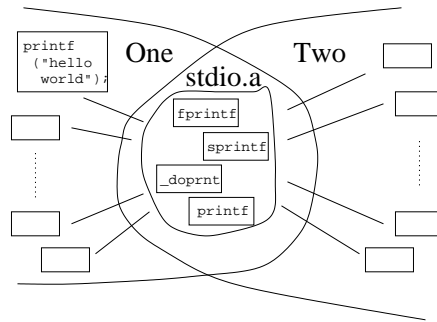 One
Two
printf
("hello
world");
stdio.a
fprintf
sprintf
_doprnt
printf